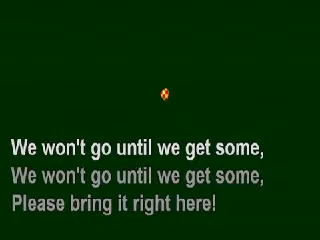 We won't go until we get some,
We won't go until we get some,
Please bring it right here!